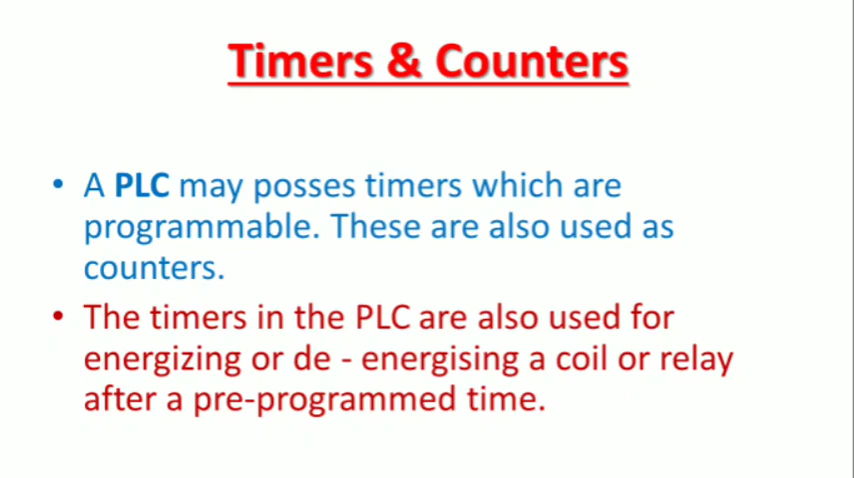 Timers & Counters
• A PLC may posses timers which are
programmable. These are also used as
counters.
• The timers in the PLC are also used for
energizing or de - energising a coil or relay
after a pre-programmed time.